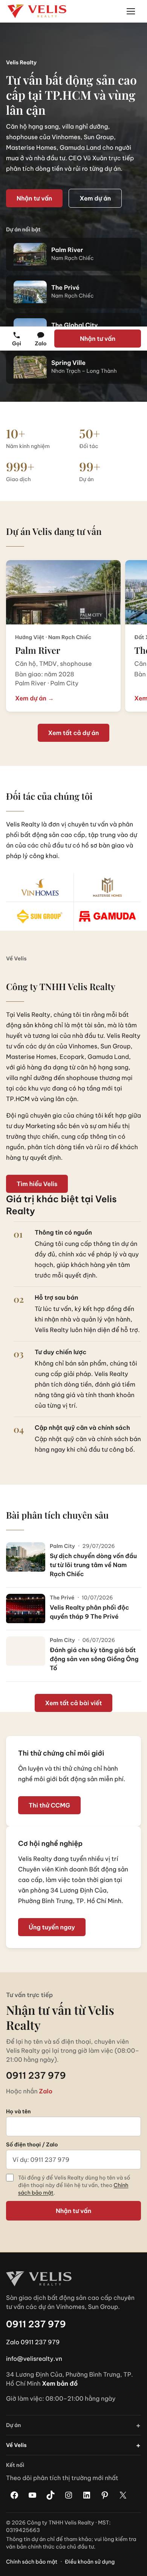 VELIS
REALTY
Velis Realty
Tư vấn bất động sản cao
cấp tại TP.HCM và vùng
lân cận
Căn hộ hạng sang, villa nghỉ dưỡng,
shophouse của Vinhomes, Sun Group,
Masterise Homes, Gamuda Land cho người
mua ở và nhà đầu tư. CEO Vũ Xuân trực tiếp
phân tích dòng tiền và rủi ro từng dự án.
Nhận tư vấn
Xem dự án
Dự án nổi bật
Palm River
Nam Rạch Chiếc
The Privé
Nam Rạch Chiếc
The Global City
Gọi
Zalo
Nhận tư vấn
Spring Ville
Nhơn Trạch – Long Thành
10+
Năm kinh nghiệm
50+
Đối tác
999+
Giao dịch
99+
Dự án
Dự án Velis đang tư vấn
PALM CITY
Hướng Việt · Nam Rạch Chiếc
Palm River
Căn hộ, TMDV, shophouse
Bàn giao: năm 2028
Palm River · Palm City
Xem dự án →
Đất
The
Căn
Bàn
Xem
Xem tất cả dự án
Đối tác của chúng tôi
Velis Realty là đơn vị chuyên tư vấn và phân
phối bất động sản cao cấp, tập trung vào dự
án của các chủ đầu tư có hồ sơ bàn giao và
pháp lý công khai.
VINHOMES
MASTERISE HOMES
SUN GROUP
GAMUDA
Về Velis
Công ty TNHH Velis Realty
Tại Velis Realty, chúng tôi tin rằng mỗi bất
động sản không chỉ là một tài sản, mà là tâm
huyết và tương lai của nhà đầu tư. Velis Realty
tư vấn các dự án của Vinhomes, Sun Group,
Masterise Homes, Ecopark, Gamuda Land,
với giỏ hàng đa dạng từ căn hộ hạng sang,
villa nghỉ dưỡng đến shophouse thương mại
tại các khu vực đang có hạ tầng mới tại
TP.HCM và vùng lân cận.
Đội ngũ chuyên gia của chúng tôi kết hợp giữa
tư duy Marketing sắc bén và sự am hiểu thị
trường thực chiến, cung cấp thông tin có
nguồn, phân tích dòng tiền và rủi ro để khách
hàng tự quyết định.
Tìm hiểu Velis
Giá trị khác biệt tại Velis
Realty
01
Thông tin có nguồn
Chúng tôi cung cấp thông tin dự án
đầy đủ, chính xác về pháp lý và quy
hoạch, giúp khách hàng yên tâm
trước mỗi quyết định.
02
Hỗ trợ sau bán
Từ lúc tư vấn, ký kết hợp đồng đến
khi nhận nhà và quản lý vận hành,
Velis Realty luôn hiện diện để hỗ trợ.
03
Tư duy chiến lược
Không chỉ bán sản phẩm, chúng tôi
cung cấp giải pháp. Velis Realty
phân tích dòng tiền, đánh giá tiềm
năng tăng giá và tính thanh khoản
của từng vị trí.
04
Cập nhật quỹ căn và chính sách
Cập nhật quỹ căn và chính sách bán
hàng ngay khi chủ đầu tư công bố.
Bài phân tích chuyên sâu
Palm City · 29/07/2026
Sự dịch chuyển dòng vốn đầu
tư từ lõi trung tâm về Nam
Rạch Chiếc
The Privé · 10/07/2026
Velis Realty phân phối độc
quyền tháp 9 The Privé
Palm City · 06/07/2026
Đánh giá chu kỳ tăng giá bất
động sản ven sông Giồng Ông
Tố
Xem tất cả bài viết
Thi thử chứng chỉ môi giới
Ôn luyện và thi thử chứng chỉ hành
nghề môi giới bất động sản miễn phí.
Thi thử CCMG
Cơ hội nghề nghiệp
Velis Realty đang tuyển nhiều vị trí
Chuyên viên Kinh doanh Bất động sản
cao cấp, làm việc toàn thời gian tại
văn phòng 34 Lương Định Của,
Phường Bình Trưng, TP. Hồ Chí Minh.
Ứng tuyển ngay
Tư vấn trực tiếp
Nhận tư vấn từ Velis
Realty
Để lại họ tên và số điện thoại, chuyên viên
Velis Realty gọi lại trong giờ làm việc (08:00–
21:00 hằng ngày).
0911 237 979
Hoặc nhắn Zalo
Họ và tên
Số điện thoại / Zalo
Ví dụ: 0911 237 979
Tôi đồng ý để Velis Realty dùng họ tên và số
điện thoại này để liên hệ tư vấn, theo Chính
sách bảo mật.
Nhận tư vấn
VELIS
REALTY
Sàn giao dịch bất động sản cao cấp chuyên
tư vấn các dự án Vinhomes, Sun Group.
0911 237 979
Zalo 0911 237 979
info@velisrealty.vn
34 Lương Định Của, Phường Bình Trưng, TP.
Hồ Chí Minh Xem bản đồ
Giờ làm việc: 08:00–21:00 hằng ngày
Dự án +
Về Velis +
Kết nối
Theo dõi phân tích thị trường mới nhất
© 2026 Công ty TNHH Velis Realty · MST:
0319425663
Thông tin dự án chỉ để tham khảo; vui lòng kiểm tra
văn bản chính thức của chủ đầu tư.
Chính sách bảo mật · Điều khoản sử dụng